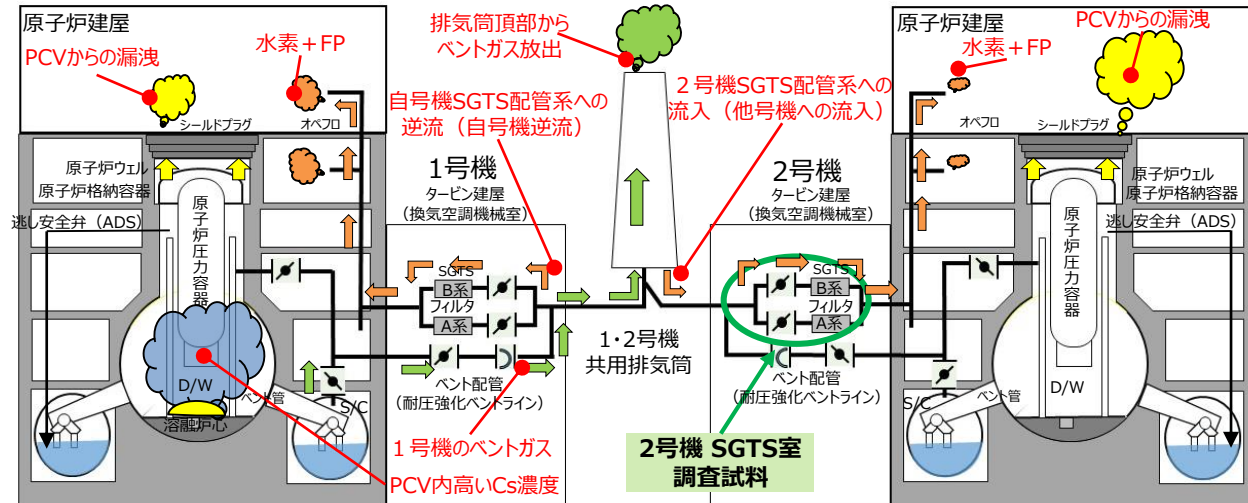 原子炉建屋
PCVからの漏洩
水素＋FP
シールドプラグ
オペフロ
原子炉ウェル
原子炉格納容器
逃し安全弁（ADS）
原子炉圧力容器
D/W
溶融炉心
ベント管
S/C
PCV内高いCs濃度
自号機SGTS配管系への
逆流（自号機逆流）
1号機
タービン建屋
（換気空調機械室）
SGTS
B系
フィルタ
A系
ベント配管
（耐圧強化ベントライン）
１号機のベントガス
排気筒頂部から
ベントガス放出
1・2号機
共用排気筒
２号機SGTS配管系への
流入（他号機への流入）
2号機
タービン建屋
（換気空調機械室）
SGTS
B系
フィルタ
A系
ベント配管
（耐圧強化ベントライン）
2号機 SGTS室
調査試料
原子炉建屋
水素＋FP
PCVからの漏洩
オペフロ
シールドプラグ
原子炉ウェル
原子炉格納容器
逃し安全弁（ADS）
原子炉圧力容器
D/W
ベント管
S/C